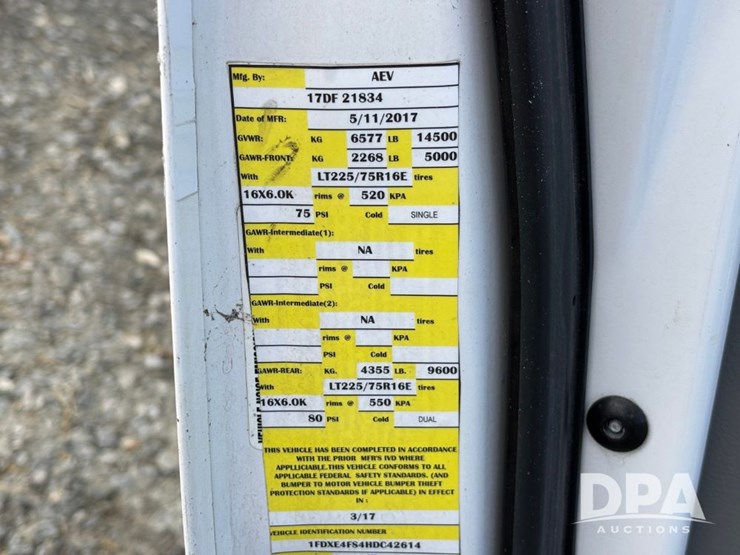 Mfg. By: AEV
17DF 21834
Date of MFR: 5/11/2017
GVWR: KG 6577 LB 14500
GAWR-FRONT: KG 2268 LB 5000
With LT225/75R16E tires
16X6.0K rims @ 520 KPA
75 PSI Cold SINGLE
GAWR-Intermediate(1):
With NA tires
rims @ KPA
PSI Cold
GAWR-Intermediate(2):
With NA tires
rims @ KPA
PSI Cold
GAWR-REAR: KG. 4355 LB. 9600
With LT225/75R16E tires
16X6.0K rims @ 550 KPA
80 PSI Cold DUAL
THIS VEHICLE HAS BEEN COMPLETED IN ACCORDANCE
WITH THE PRIOR MFR'S IVD WHERE
APPLLICIABLE.THIS VEHICLE CONFORMS TO ALL
APPLICABLE FEDERAL SAFETY STANDARDS. (AND
BUMPER TO MOTOR VEHICLE BUMPER THEFT
PROTECTION STANDARDS IF APPLICABLE) IN EFFECT
IN :
3/17
VEHICLE IDENTIFICATION NUMBER
1FDXE4FS4HDC42614
DPA
AUCTIONS